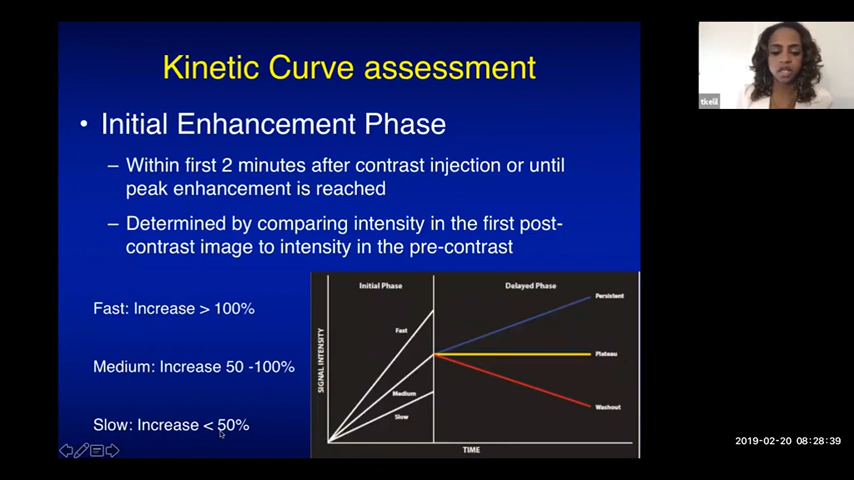 Kinetic Curve assessment
• Initial Enhancement Phase
– Within first 2 minutes after contrast injection or until
peak enhancement is reached
– Determined by comparing intensity in the first post-
contrast image to intensity in the pre-contrast
Fast: Increase > 100%
Medium: Increase 50 -100%
Slow: Increase < 50%
Initial Phase
Delayed Phase
Persistent
Fast
Plateau
Medium
Washout
Slow
SIGNAL INTENSITY
TIME
tkelil
2019-02-20 08:28:39